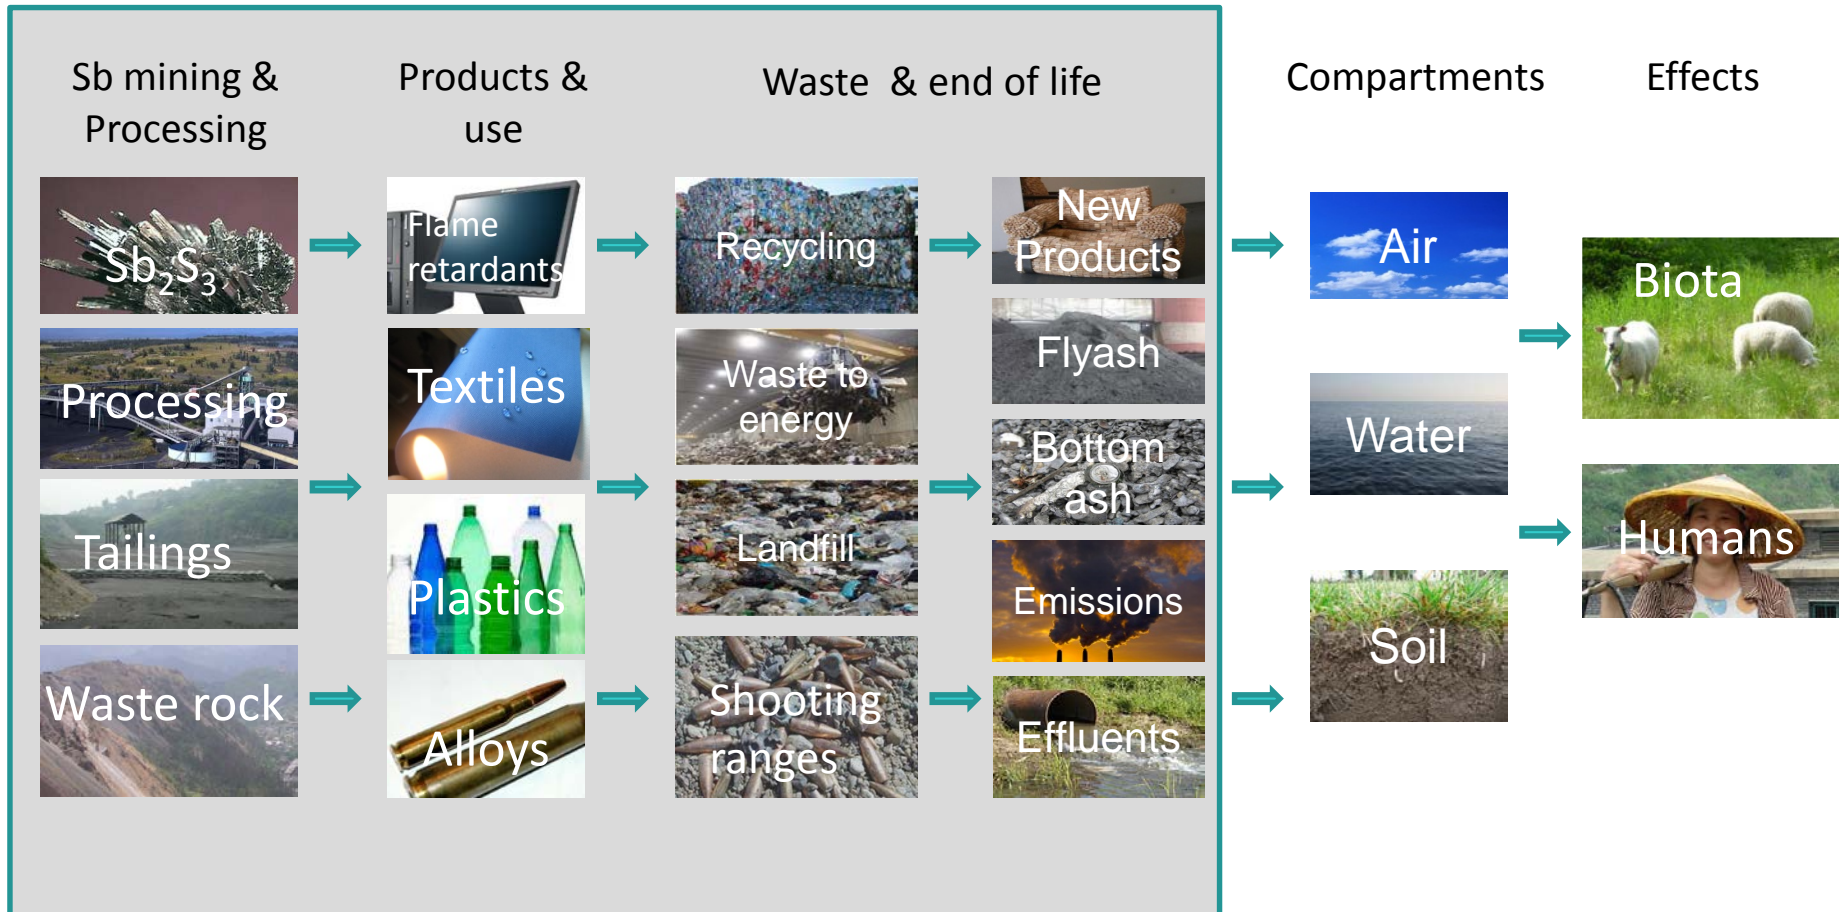 Sb mining &
Processing
Products &
use
Waste & end of life
Compartments
Effects
Sb₂S₃
Processing
Tailings
Waste rock
Flame
retardants
Textiles
Plastics
Alloys
Recycling
Waste to
energy
Landfill
Shooting
ranges
New
Products
Flyash
Bottom
ash
Emissions
Effluents
Air
Water
Soil
Biota
Humans